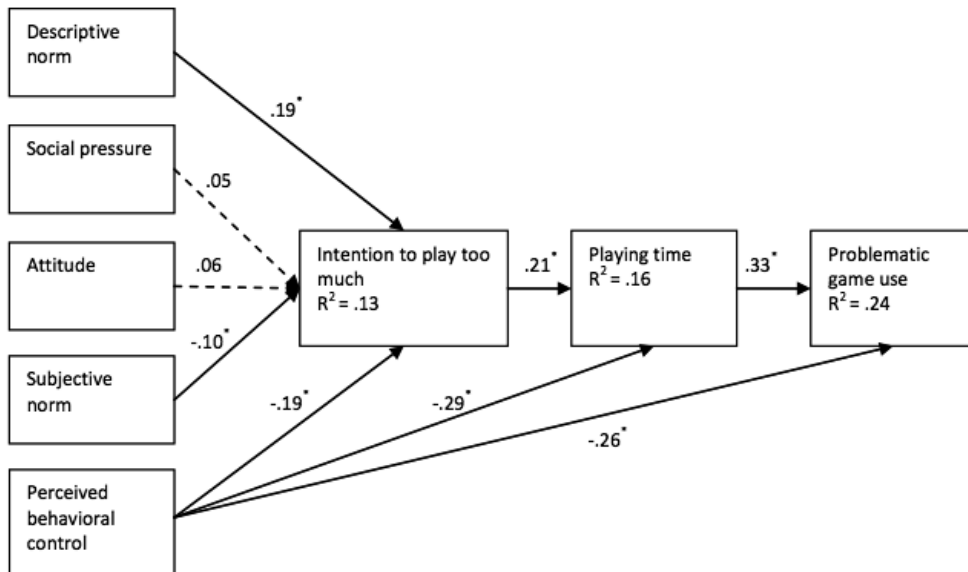 Descriptive
norm
.19*
Social pressure
.05
Attitude
.06
Subjective
norm
-.10*
Perceived
behavioral
control
-.19*
-.29*
-.26*
Intention to play too
much
R² = .13
.21*
Playing time
R² = .16
.33*
Problematic
game use
R² = .24